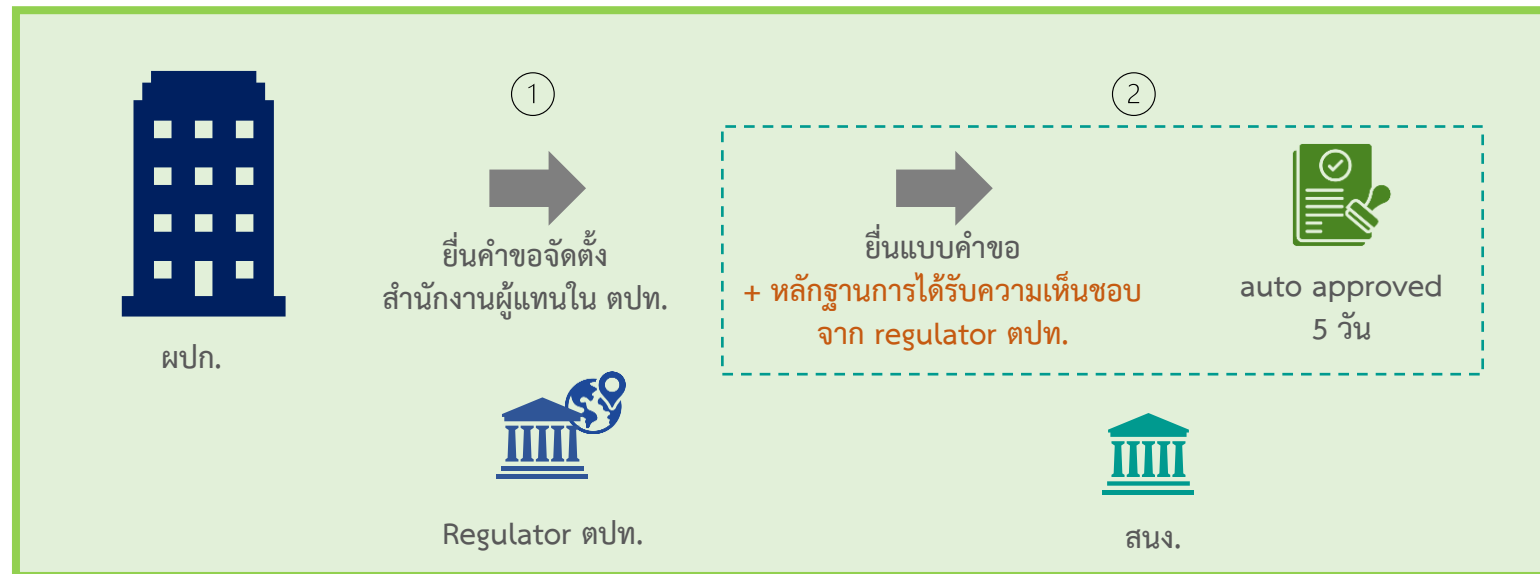 1
2
ยื่นคำขอจัดตั้ง
สำนักงานผู้แทนใน ตปท.
ยื่นแบบคำขอ
+ หลักฐานการได้รับความเห็นชอบ
จาก regulator ตปท.
auto approved
5 วัน
ผปก.
Regulator ตปท.
สนง.